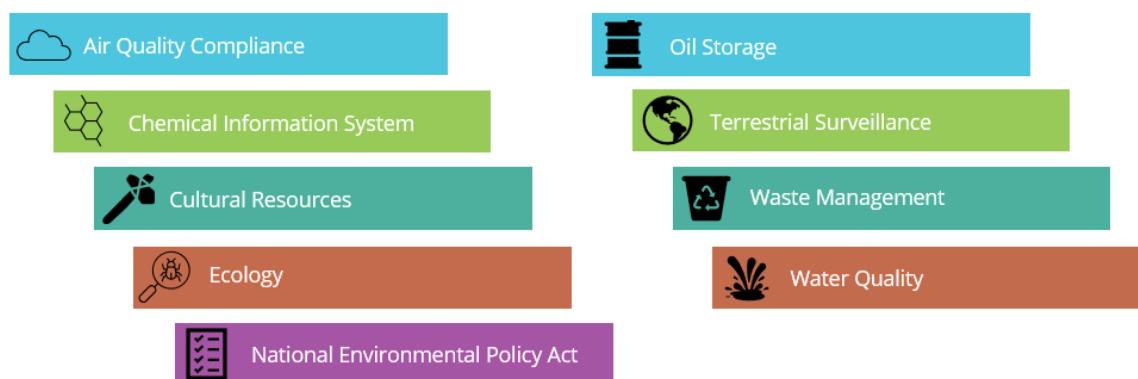 Air Quality Compliance
Chemical Information System
Cultural Resources
Ecology
National Environmental Policy Act
Oil Storage
Terrestrial Surveillance
Waste Management
Water Quality